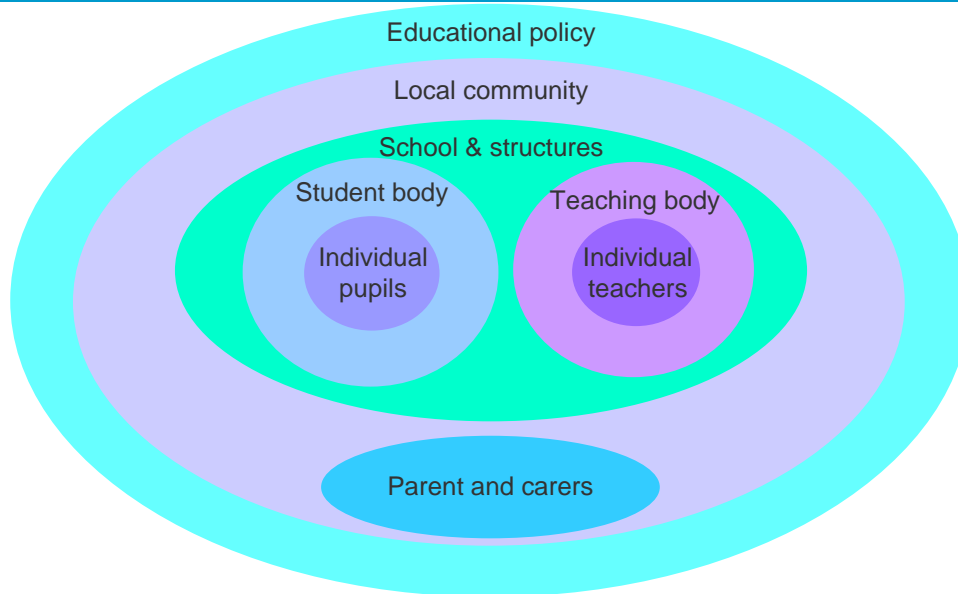 Educational policy
Local community
School & structures
Student body
Teaching body
Individual
pupils
Individual
teachers
Parent and carers